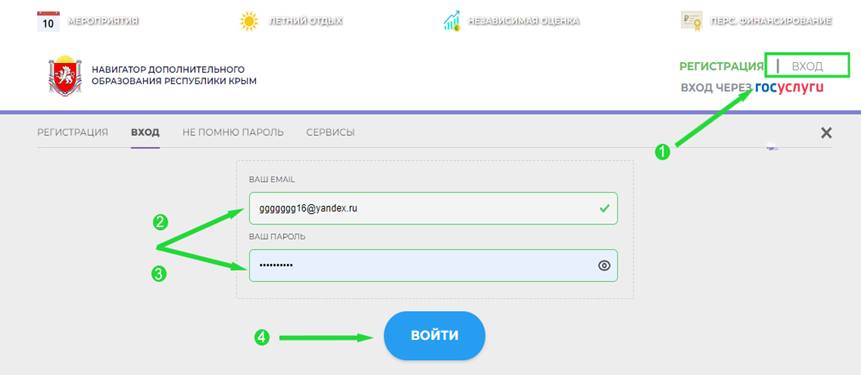 10 МЕРОПРИЯТИЯ ЛЕТНИЙ ОТДЫХ НЕЗАВИСИМАЯ ОЦЕНКА ПЕРС. ФИНАНСИРОВАНИЕ
НАВИГАТОР ДОПОЛНИТЕЛЬНОГО
ОБРАЗОВАНИЯ РЕСПУБЛИКИ КРЫМ
РЕГИСТРАЦИЯ | ВХОД
ВХОД ЧЕРЕЗ госуслуги
1
РЕГИСТРАЦИЯ ВХОД НЕ ПОМНЮ ПАРОЛЬ СЕРВИСЫ ×
ВАШ EMAIL
2 ggggggg16@yandex.ru
ВАШ ПАРОЛЬ
3 ••••••••••
4 ВОЙТИ